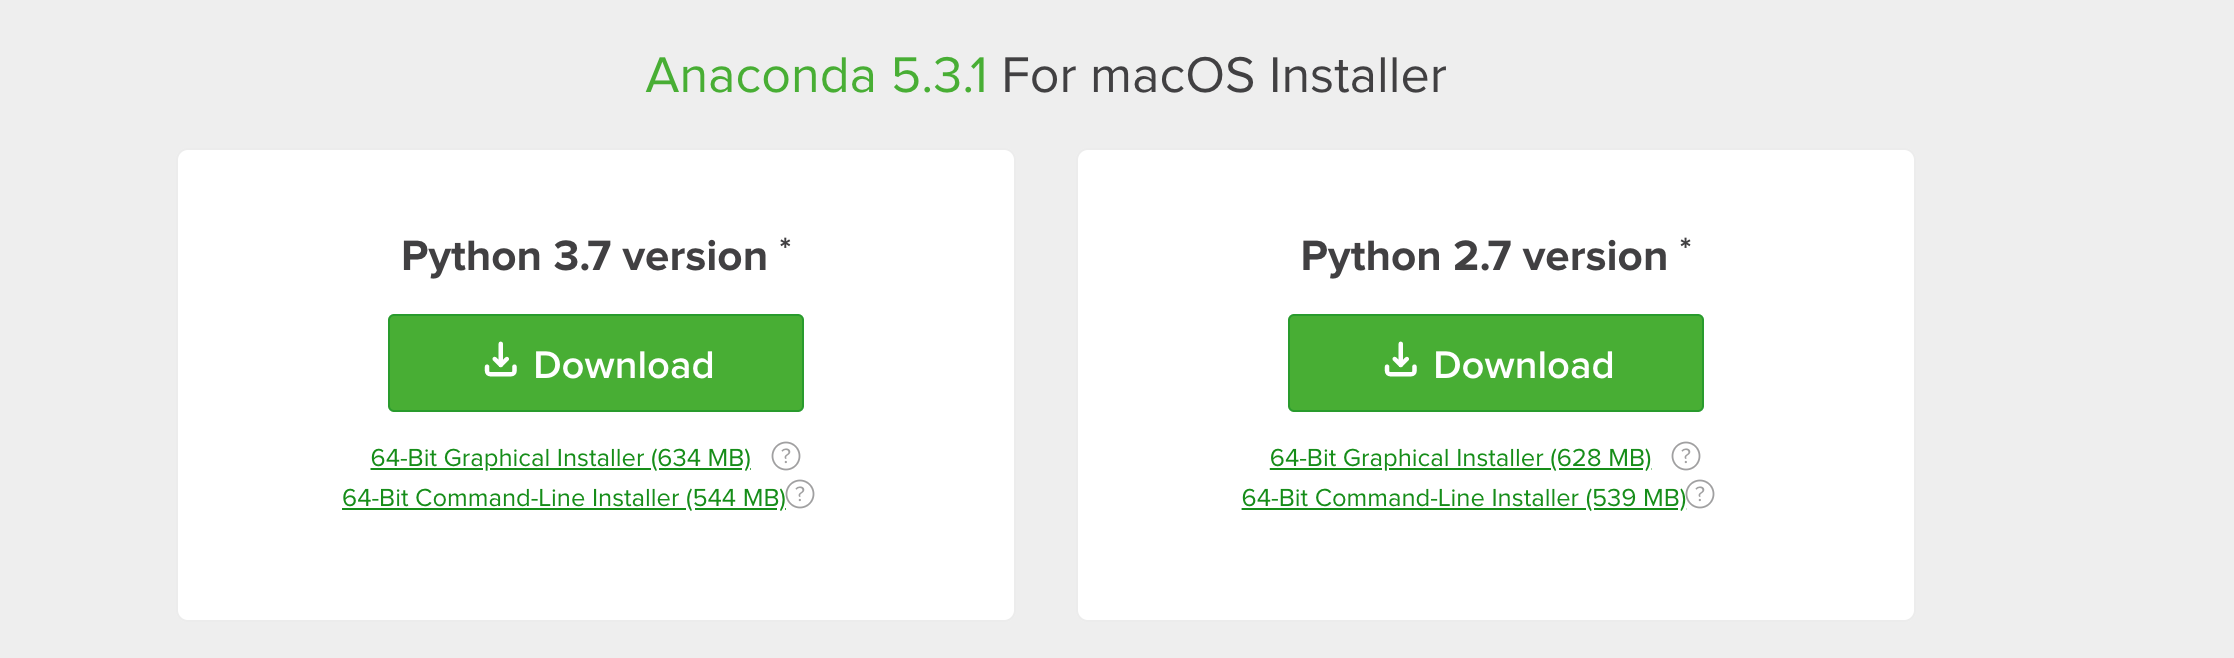 Anaconda 5.3.1 For macOS Installer
Python 3.7 version *
Download
64-Bit Graphical Installer (634 MB) ?
64-Bit Command-Line Installer (544 MB) ?
Python 2.7 version *
Download
64-Bit Graphical Installer (628 MB) ?
64-Bit Command-Line Installer (539 MB) ?